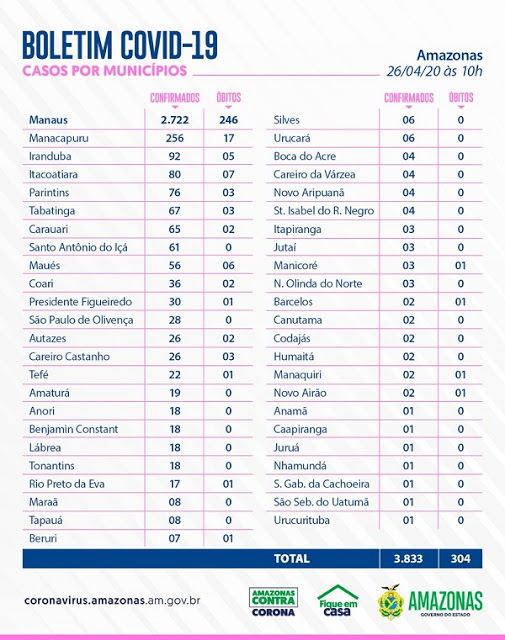 BOLETIM COVID-19
CASOS POR MUNICÍPIOS
Amazonas
26/04/20 às 10h
CONFIRMADOS ÓBITOS
Manaus 2.722 246
Manacapuru 256 17
Iranduba 92 05
Itacoatiara 80 07
Parintins 76 03
Tabatinga 67 03
Carauari 65 02
Santo Antônio do Içá 61 0
Maués 56 06
Coari 36 02
Presidente Figueiredo 30 01
São Paulo de Olivença 28 0
Autazes 26 02
Careiro Castanho 26 03
Tefé 22 01
Amaturá 19 0
Anori 18 0
Benjamin Constant 18 0
Lábrea 18 0
Tonantins 18 0
Rio Preto da Eva 17 01
Maraã 08 0
Tapauá 08 0
Beruri 07 01
CONFIRMADOS ÓBITOS
Silves 06 0
Urucará 06 0
Boca do Acre 04 0
Careiro da Várzea 04 0
Novo Aripuanã 04 0
St. Isabel do R. Negro 04 0
Itapiranga 03 0
Jutaí 03 0
Manicoré 03 01
N. Olinda do Norte 03 0
Barcelos 02 01
Canutama 02 0
Codajás 02 0
Humaitá 02 0
Manaquiri 02 01
Novo Airão 02 01
Anamã 01 0
Caapiranga 01 0
Juruá 01 0
Nhamundá 01 0
S. Gab. da Cachoeira 01 0
São Seb. do Uatumã 01 0
Urucurituba 01 0
TOTAL 3.833 304
coronavirus.amazonas.am.gov.br
AMAZONAS
CONTRA
CORONA
Fique em
casa
AMAZONAS
GOVERNO DO ESTADO